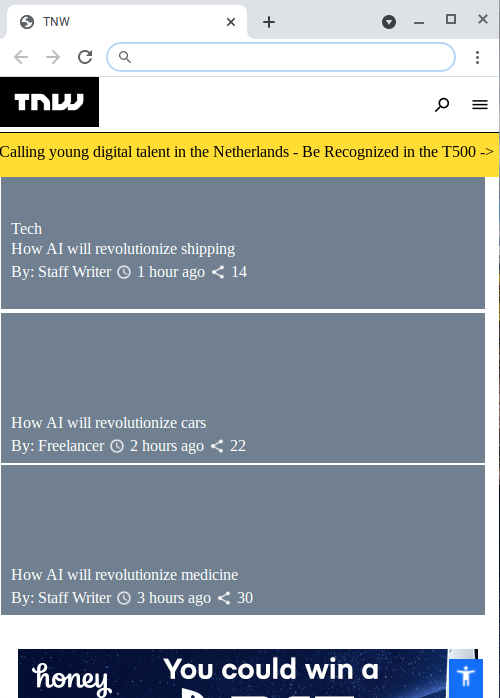 TNW
TNW
Calling young digital talent in the Netherlands - Be Recognized in the T500 ->
Tech
How AI will revolutionize shipping
By: Staff Writer 1 hour ago 14
How AI will revolutionize cars
By: Freelancer 2 hours ago 22
How AI will revolutionize medicine
By: Staff Writer 3 hours ago 30
honey
You could win a